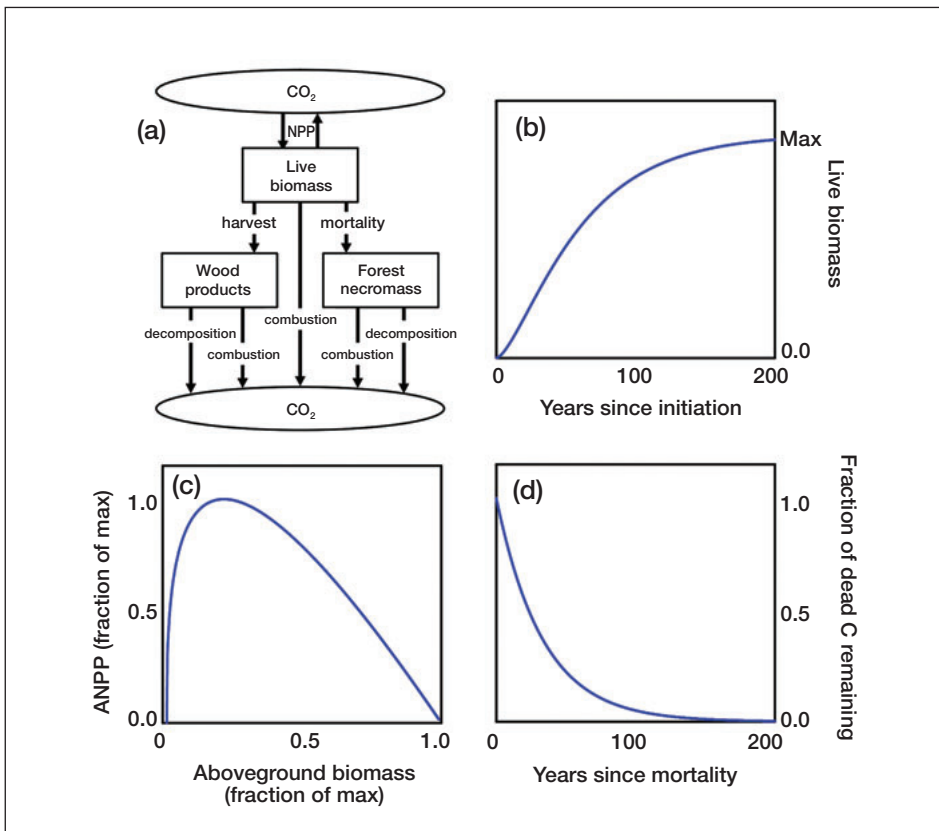 (a)
CO₂
NPP
Live
biomass
harvest
mortality
Wood
products
Forest
necromass
decomposition
combustion
combustion
combustion
decomposition
CO₂
(b)
Max
0.0
Live biomass
0
100
200
Years since initiation
(c)
1.0
0.5
0.0
ANPP (fraction of max)
0
0.5
1.0
Aboveground biomass
(fraction of max)
(d)
1.0
0.5
0.0
Fraction of dead C remaining
0
100
200
Years since mortality